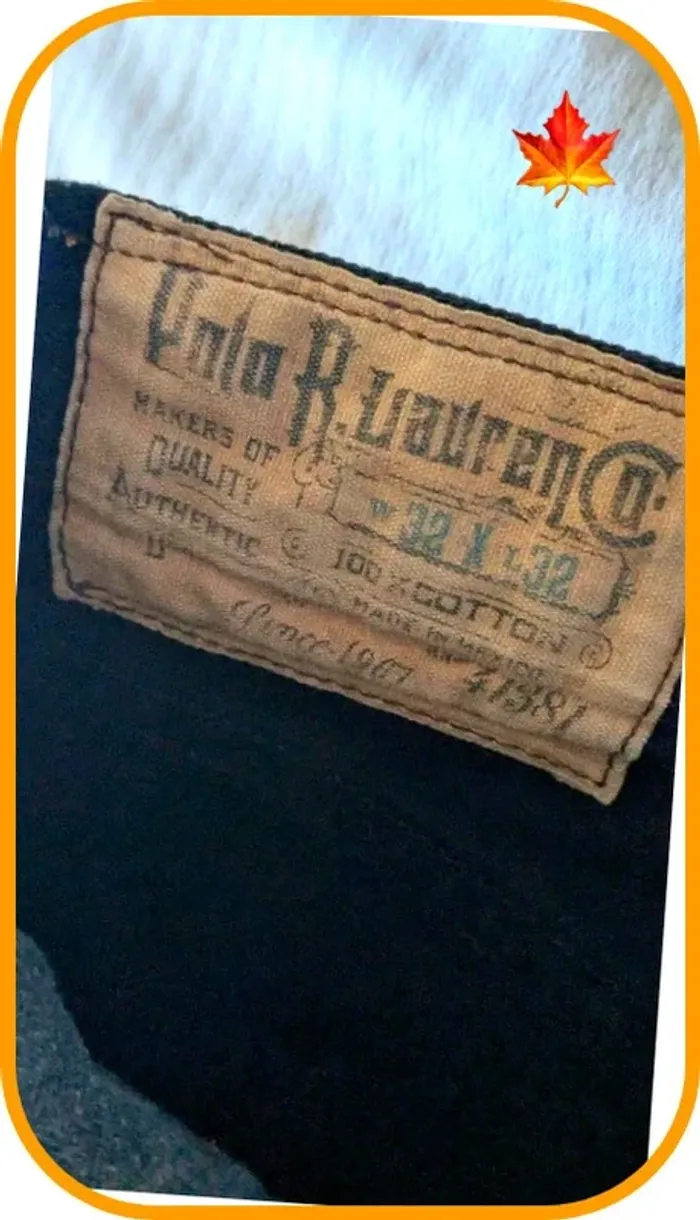 Polo R. Lauren Co.
MAKERS OF
QUALITY
W 32 X L 32
AUTHENTIC
100% COTTON
MADE IN MEXICO
Since 1967